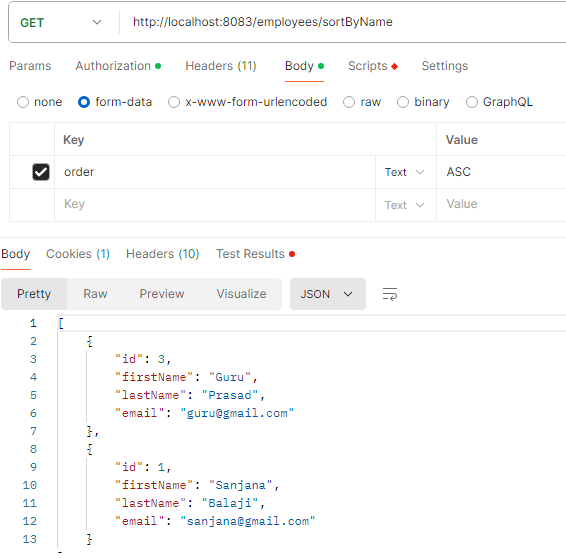 GET http://localhost:8083/employees/sortByName
Params Authorization Headers (11) Body Scripts Settings
none form-data x-www-form-urlencoded raw binary GraphQL
Key Value
order Text ASC
Key Text Value
Body Cookies (1) Headers (10) Test Results
Pretty Raw Preview Visualize JSON
1 [
2 {
3 "id": 3,
4 "firstName": "Guru",
5 "lastName": "Prasad",
6 "email": "guru@gmail.com"
7 },
8 {
9 "id": 1,
10 "firstName": "Sanjana",
11 "lastName": "Balaji",
12 "email": "sanjana@gmail.com"
13 }